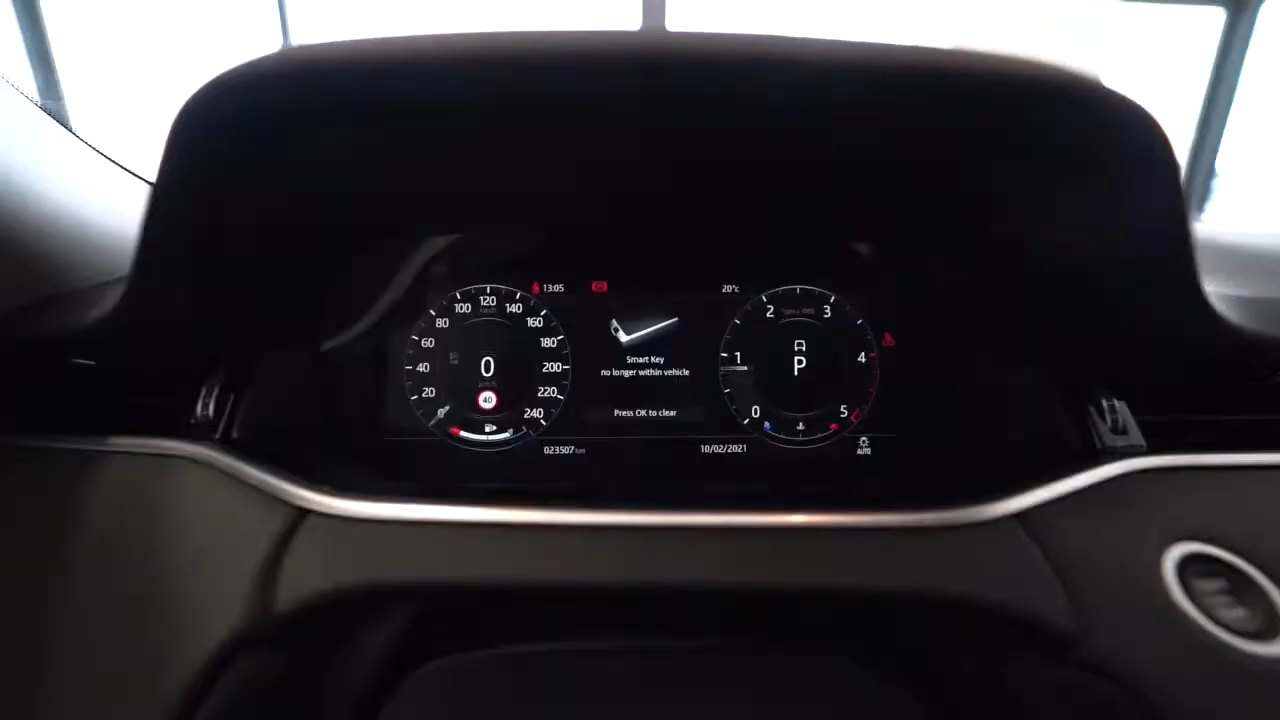 13:05
20°c
120
100
140
80
160
60
180
40
200
20
220
240
0
km/h
40
Smart Key
no longer within vehicle
Press OK to clear
2
3
1
4
0
5
P
023507 km
10/02/2021
AUTO